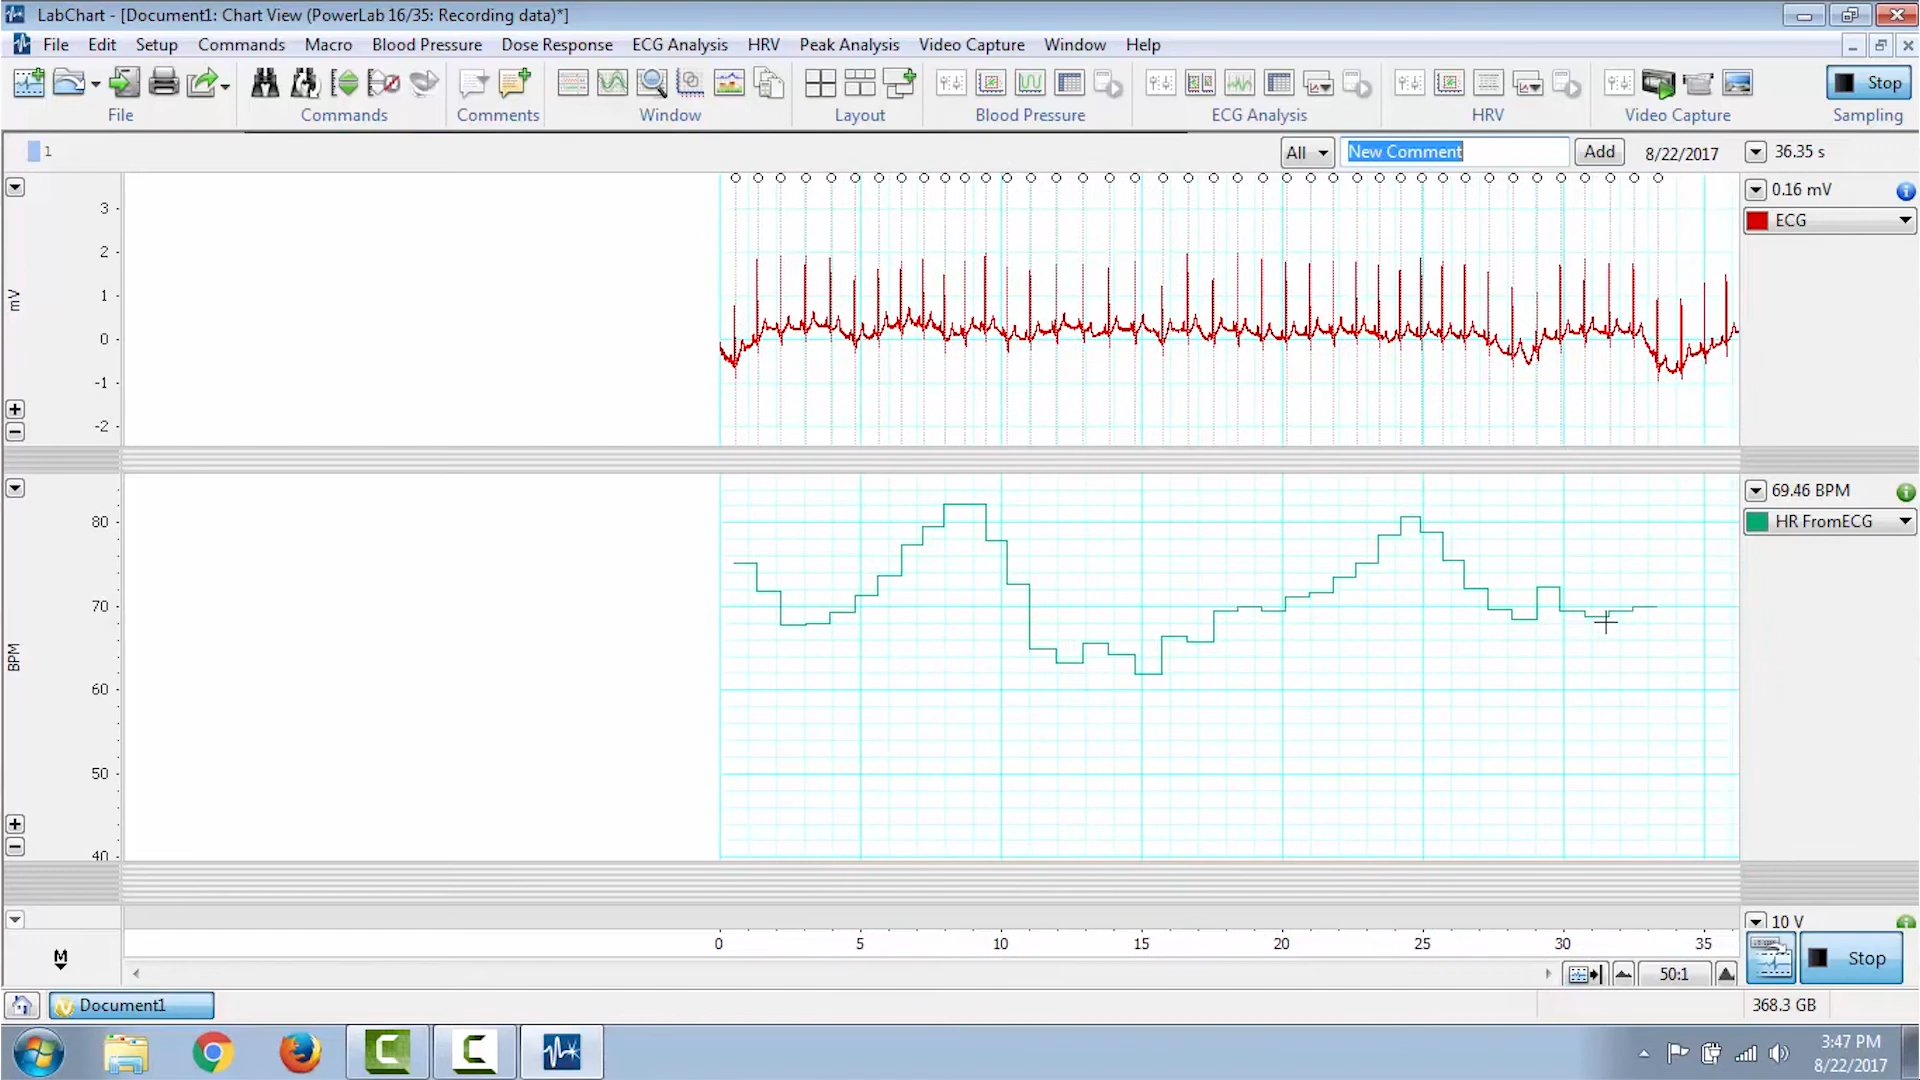 LabChart - [Document1: Chart View (PowerLab 16/35: Recording data)*]
File Edit Setup Commands Macro Blood Pressure Dose Response ECG Analysis HRV Peak Analysis Video Capture Window Help
Stop
File Commands Comments Window Layout Blood Pressure ECG Analysis HRV Video Capture Sampling
1 All New Comment Add 8/22/2017 36.35 s
0.16 mV
ECG
3
2
1
0
-1
-2
mV
69.46 BPM
HR FromECG
80
70
60
50
40
BPM
10 V
0 5 10 15 20 25 30 35
M
50:1
Stop
Document1
368.3 GB
3:47 PM
8/22/2017